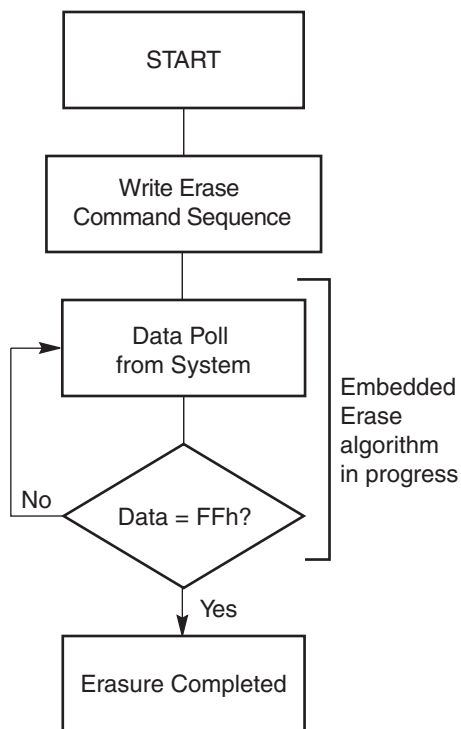 START
Write Erase
Command Sequence
Data Poll
from System
Embedded
Erase
algorithm
in progress
No
Data = FFh?
Yes
Erasure Completed